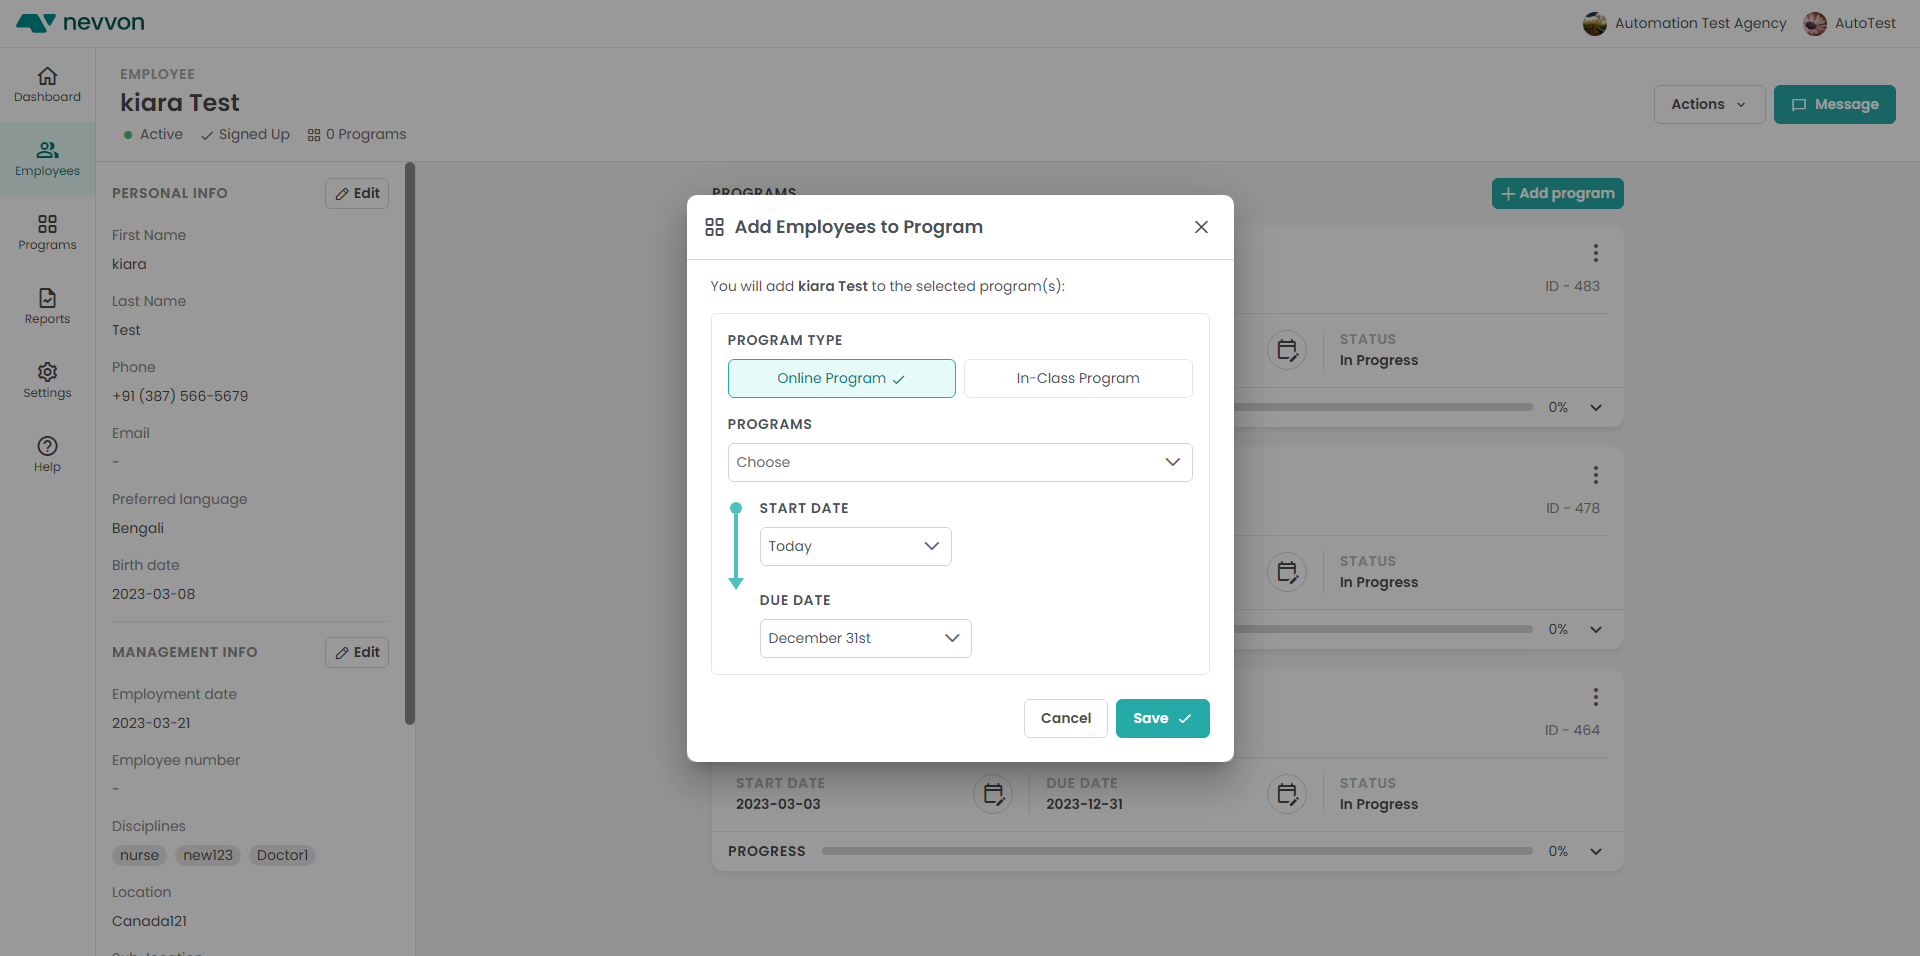 nevvon
Automation Test Agency
AutoTest
Dashboard
Employees
Programs
Reports
Settings
Help
EMPLOYEE
kiara Test
Active
Signed Up
0 Programs
Actions
Message
PERSONAL INFO
Edit
First Name
kiara
Last Name
Test
Phone
+91 (387) 566-5679
Email
-
Preferred language
Bengali
Birth date
2023-03-08
MANAGEMENT INFO
Edit
Employment date
2023-03-21
Employee number
-
Disciplines
nurse new123 Doctor1
Location
Canada121
Sub-location
PROGRAMS
Add program
Add Employees to Program
You will add kiara Test to the selected program(s):
PROGRAM TYPE
Online Program
In-Class Program
PROGRAMS
Choose
START DATE
Today
DUE DATE
December 31st
Cancel
Save
ID - 483
STATUS
In Progress
0%
ID - 478
STATUS
In Progress
0%
ID - 464
START DATE
2023-03-03
DUE DATE
2023-12-31
STATUS
In Progress
PROGRESS
0%